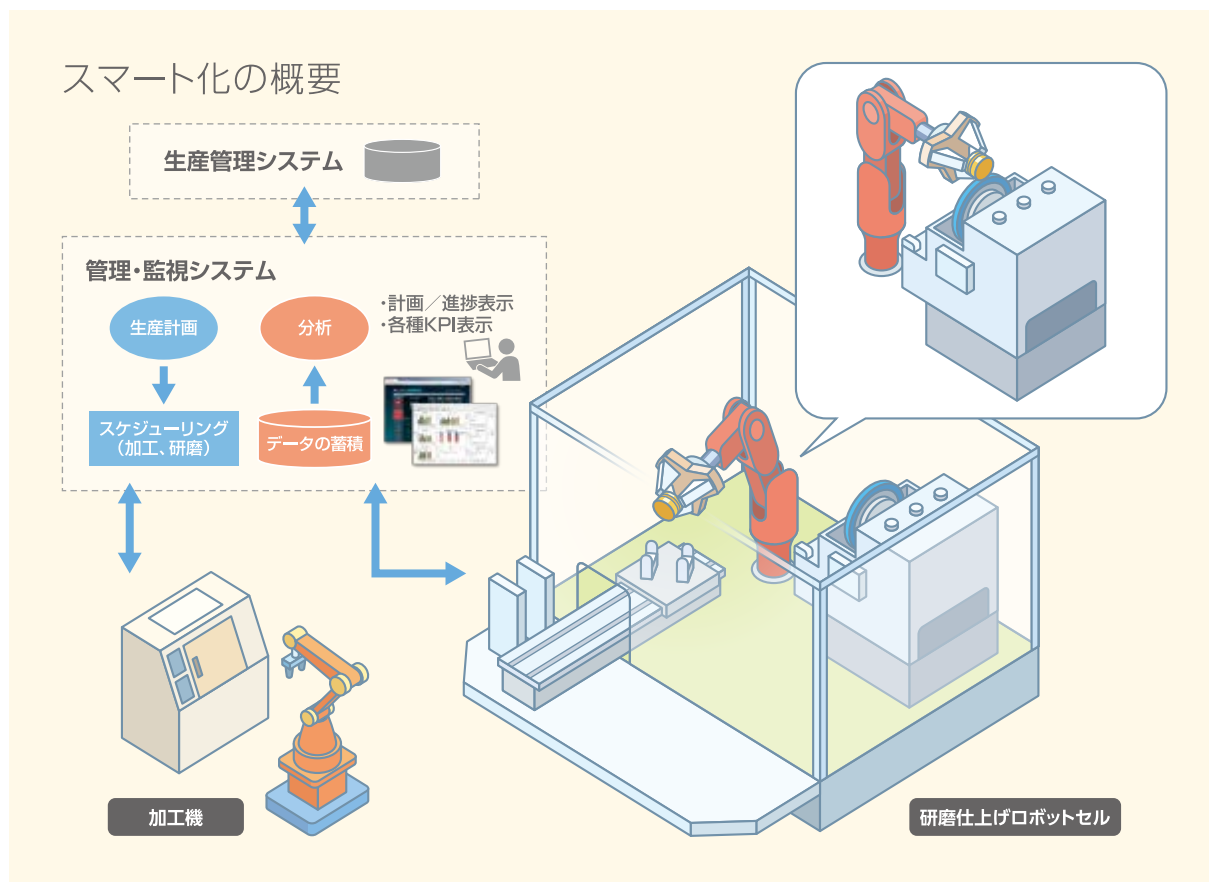 スマート化の概要
生産管理システム
管理・監視システム
生産計画
分析
・計画／進捗表示
・各種KPI表示
スケジューリング
（加工、研磨）
データの蓄積
加工機
研磨仕上げロボットセル